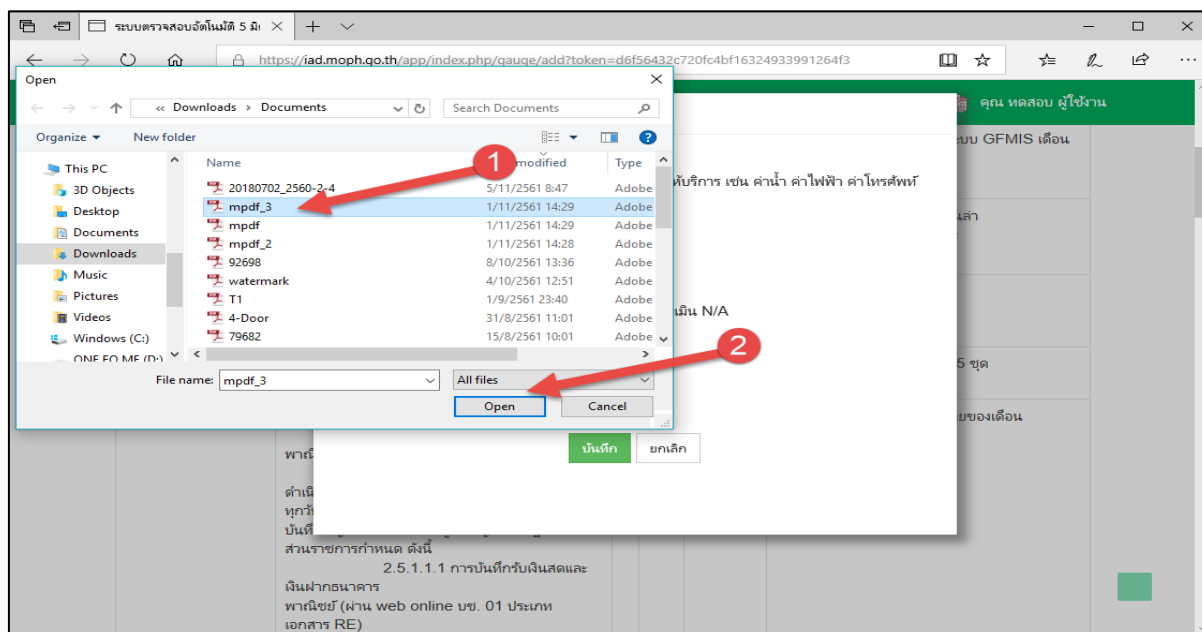 ระบบตรวจสอบอัตโนมัติ 5 มิ
https://iad.moph.go.th/app/index.php/gauge/add?token=d6f56432c720fc4bf16324933991264f3
Open
คุณ ทดสอบ ผู้ใช้งาน
« Downloads > Documents
Search Documents
Organize
New folder
ระบบ GFMIS เดือน
This PC
3D Objects
Desktop
Documents
Downloads
Music
Pictures
Videos
Windows (C:)
Name
modified
Type
1
20180702_2560-2-4 5/11/2561 8:47 Adobe
mpdf_3 1/11/2561 14:29 Adobe
mpdf 1/11/2561 14:29 Adobe
mpdf_2 1/11/2561 14:28 Adobe
92698 8/10/2561 13:36 Adobe
watermark 4/10/2561 12:51 Adobe
T1 1/9/2561 23:40 Adobe
4-Door 31/8/2561 11:01 Adobe
79682 15/8/2561 10:01 Adobe
ห้บริการ เช่น ค่าน้ำ ค่าไฟฟ้า ค่าโทรศัพท์
มิน N/A
2
File name: mpdf_3
All files
Open
Cancel
5 ชุด
ยของเดือน
บันทึก
ยกเลิก
พาณิ
ดำเนิ
ทุกวั
บันทึ
ส่วนราชการกำหนด ดังนี้
2.5.1.1.1 การบันทึกรับเงินสดและ
เงินฝากธนาคาร
พาณิชย์ (ผ่าน web online บช. 01 ประเภท
เอกสาร RE)